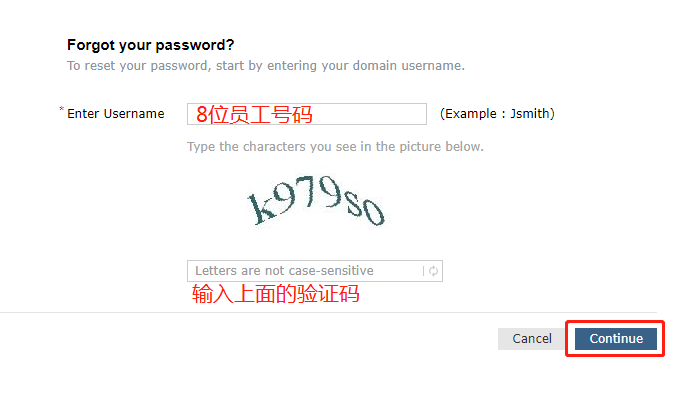 Forgot your password?
To reset your password, start by entering your domain username.
* Enter Username 8位员工号码 (Example : Jsmith)
Type the characters you see in the picture below.
k979s0
Letters are not case-sensitive
输入上面的验证码
Cancel Continue